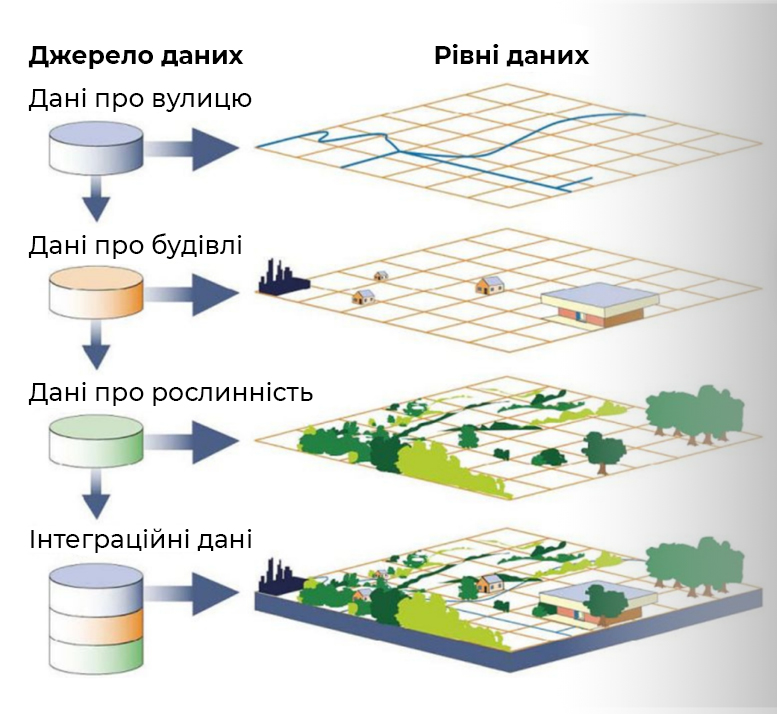 Джерело даних
Рівні даних
Дані про вулицю
Дані про будівлі
Дані про рослинність
Інтеграційні дані